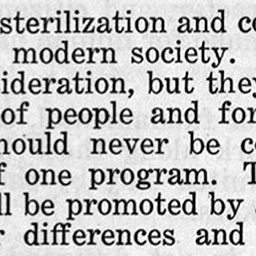 sterilization and co
modern society.
ideration, but they
of people and for
hould never be c
f one program. T
ll be promoted by
r differences and